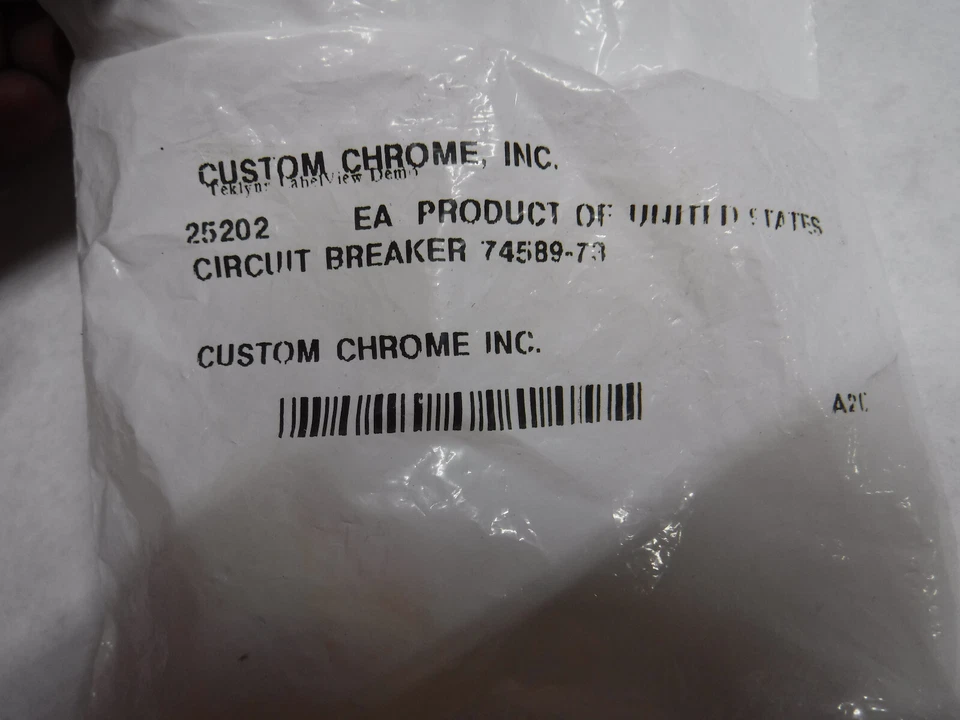 CUSTOM CHROME, INC.
Teklynx LabelView Demo
25202 EA PRODUCT OF UNITED STATES
CIRCUIT BREAKER 74589-73
CUSTOM CHROME INC.